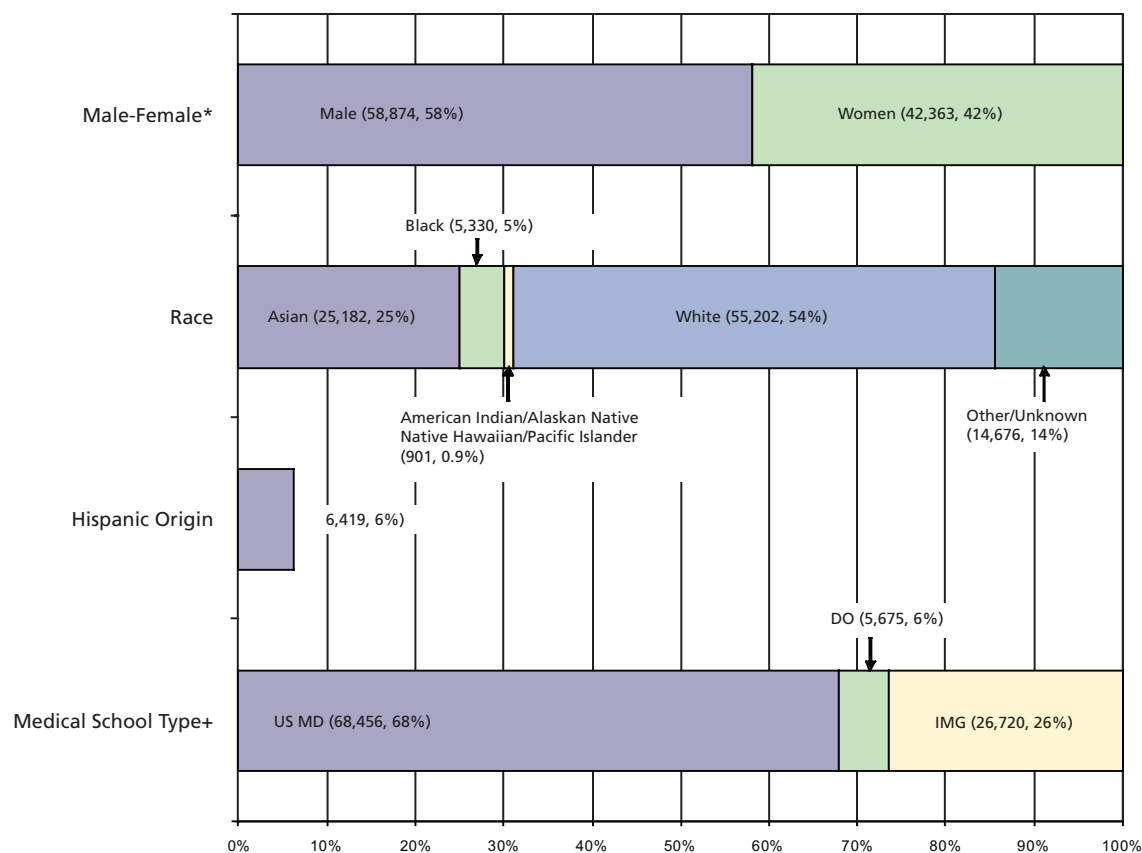 Male-Female*
Male (58,874, 58%)
Women (42,363, 42%)
Black (5,330, 5%)
Race
Asian (25,182, 25%)
White (55,202, 54%)
American Indian/Alaskan Native
Native Hawaiian/Pacific Islander
(901, 0.9%)
Other/Unknown
(14,676, 14%)
Hispanic Origin
6,419, 6%)
DO (5,675, 6%)
Medical School Type+
US MD (68,456, 68%)
IMG (26,720, 26%)
0% 10% 20% 30% 40% 50% 60% 70% 80% 90% 100%